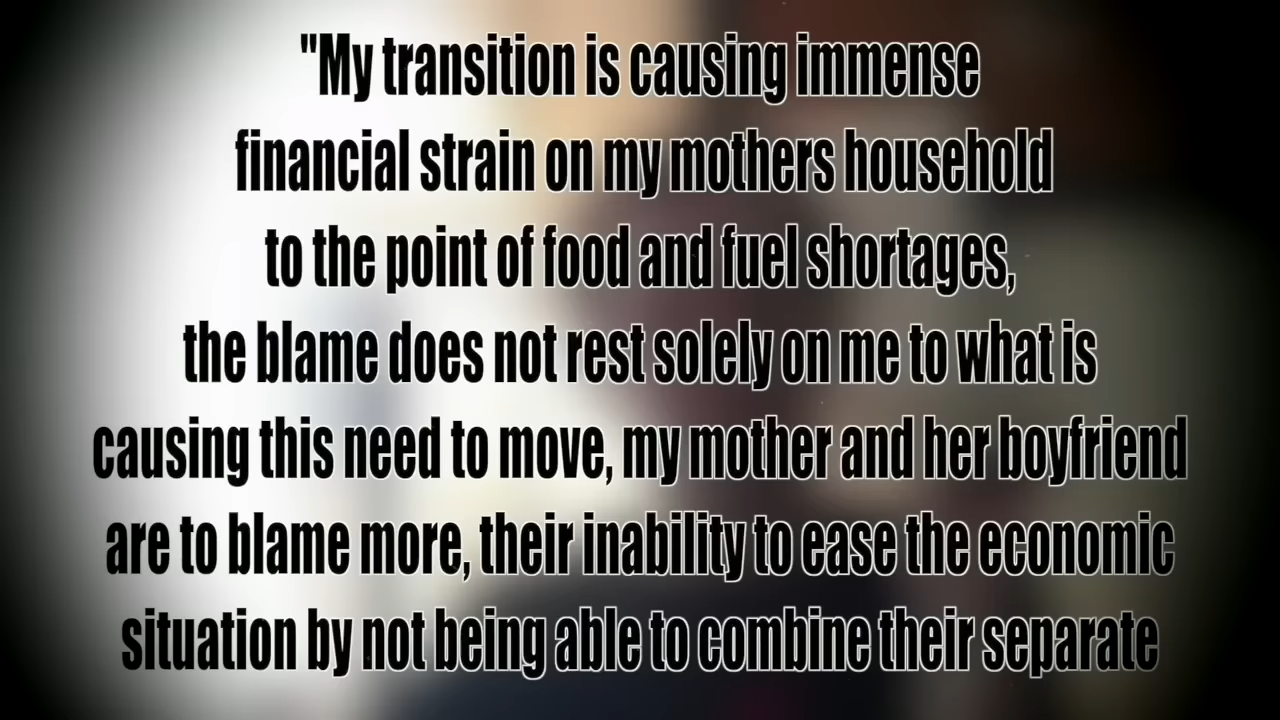 "My transition is causing immense
financial strain on my mothers household
to the point of food and fuel shortages,
the blame does not rest solely on me to what is
causing this need to move, my mother and her boyfriend
are to blame more, their inability to ease the economic
situation by not being able to combine their separate